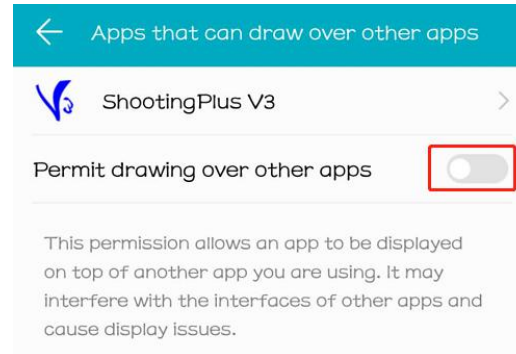 Apps that can draw over other apps
V3
ShootingPlus V3
Permit drawing over other apps
This permission allows an app to be displayed
on top of another app you are using. It may
interfere with the interfaces of other apps and
cause display issues.